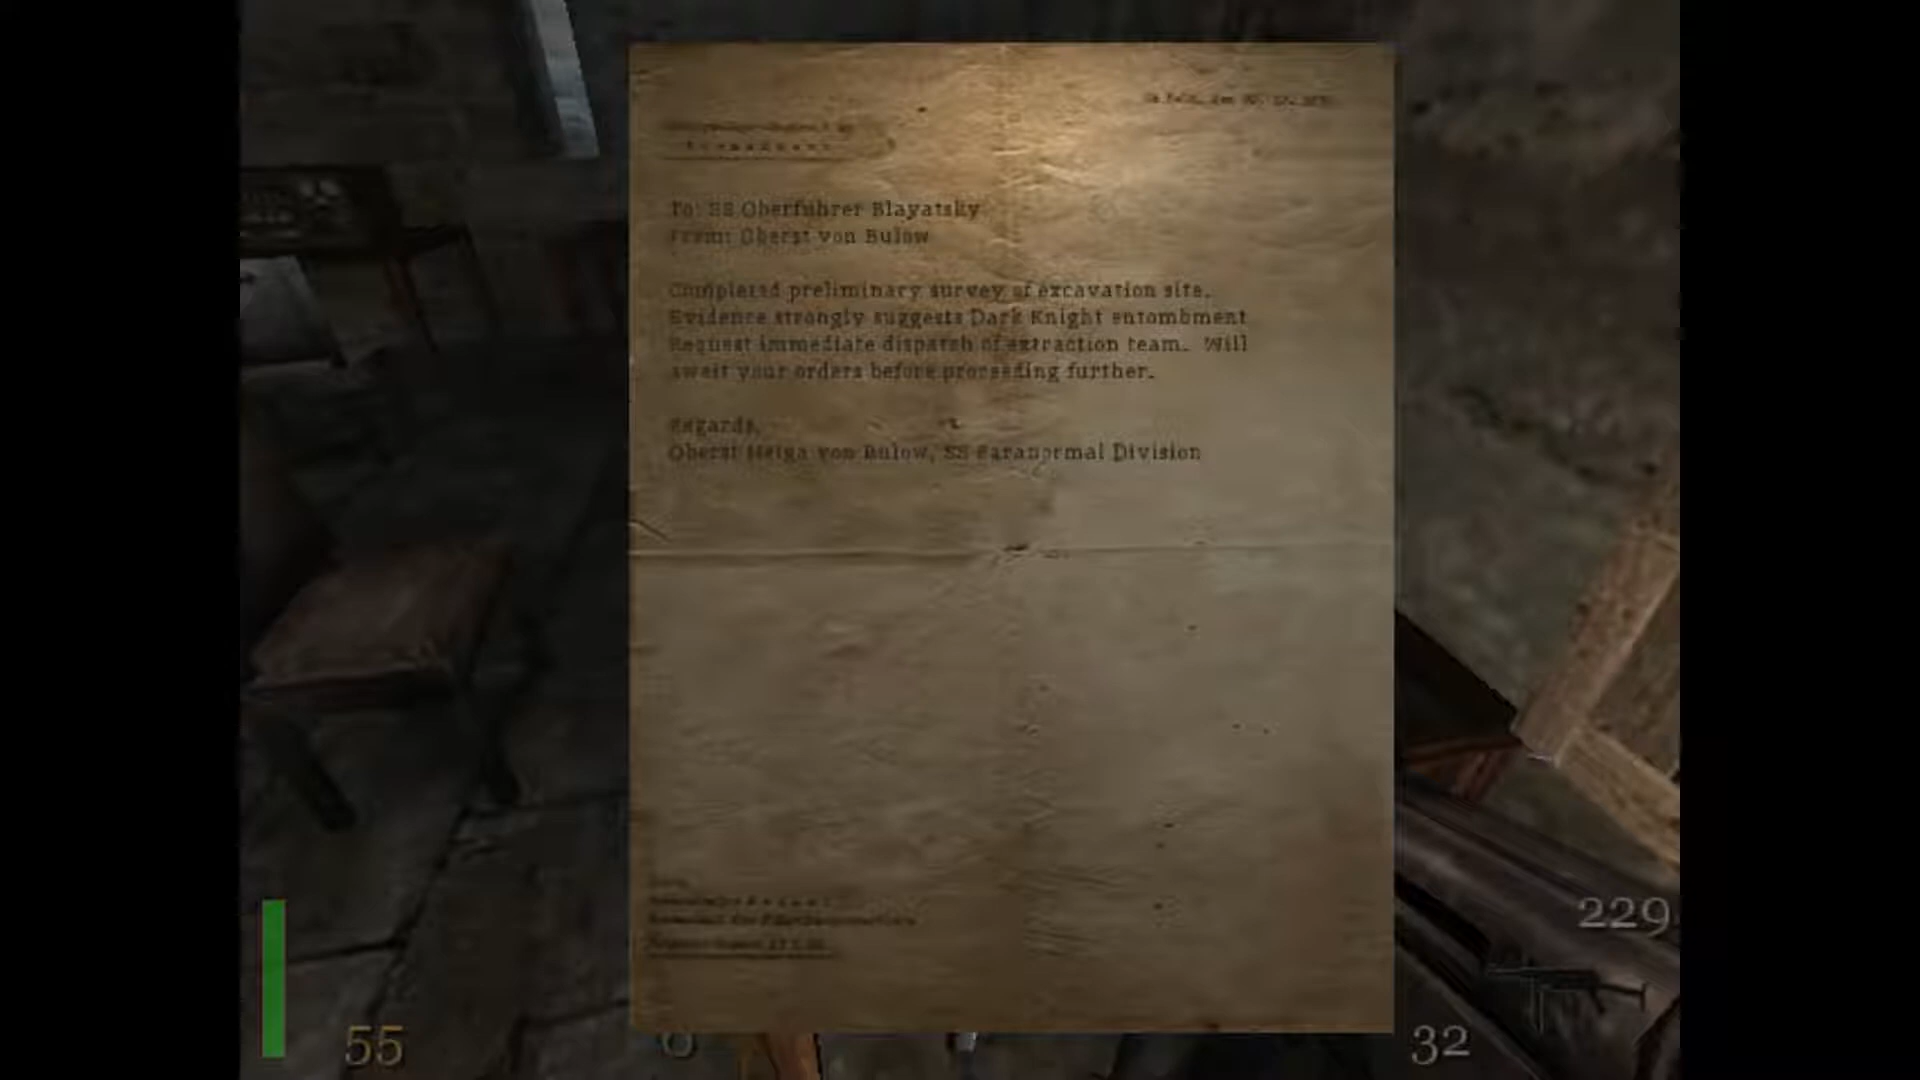 To: SS Oberfuhrer Blavatsky
From: Oberst von Bulow
Completed preliminary survey of excavation site.
Evidence strongly suggests Dark Knight entombment
Request immediate dispatch of extraction team. Will
await your orders before proceeding further.
Regards,
Oberst Helga von Bulow, SS Paranormal Division
229
55
32